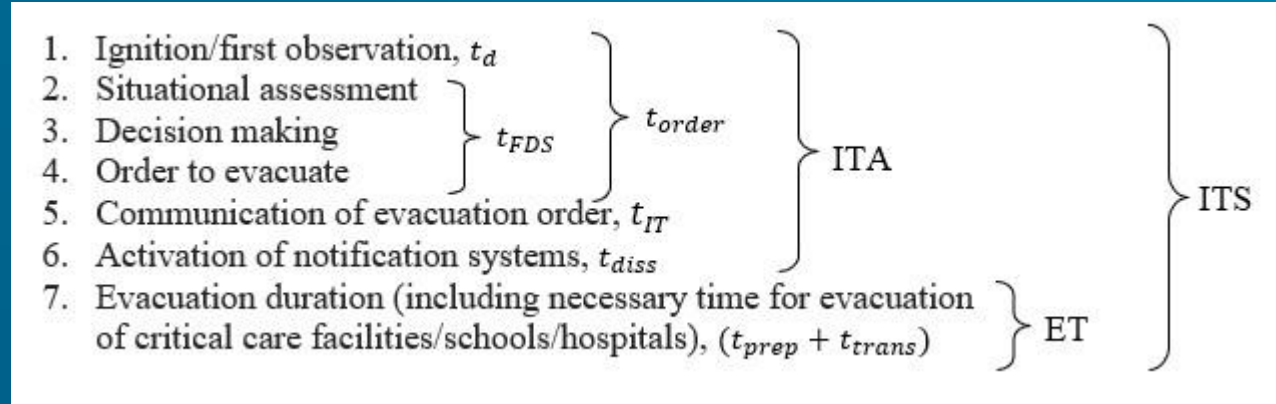 1. Ignition/first observation, t_d
2. Situational assessment
3. Decision making
4. Order to evacuate
t_FDS
t_order
5. Communication of evacuation order, t_IT
6. Activation of notification systems, t_diss
ITA
7. Evacuation duration (including necessary time for evacuation
of critical care facilities/schools/hospitals), (t_prep + t_trans)
ET
ITS